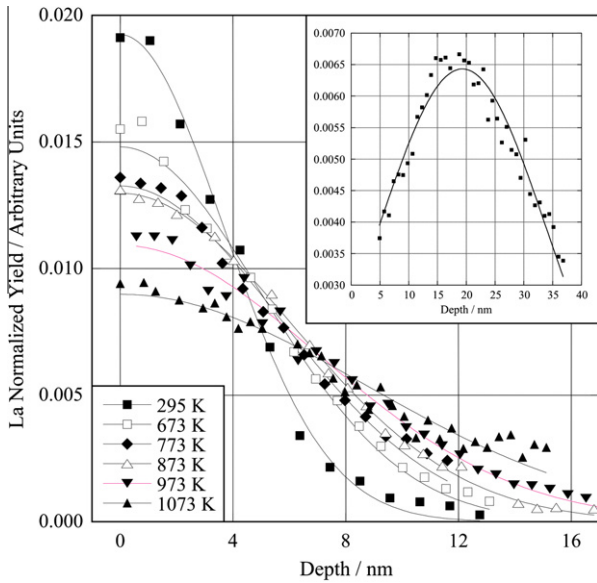 La Normalized Yield / Arbitrary Units
0.020
0.015
0.010
0.005
0.000
0 4 8 12 16
Depth / nm
295 K
673 K
773 K
873 K
973 K
1073 K
0.0070
0.0065
0.0060
0.0055
0.0050
0.0045
0.0040
0.0035
0.0030
0 5 10 15 20 25 30 35 40
Depth / nm